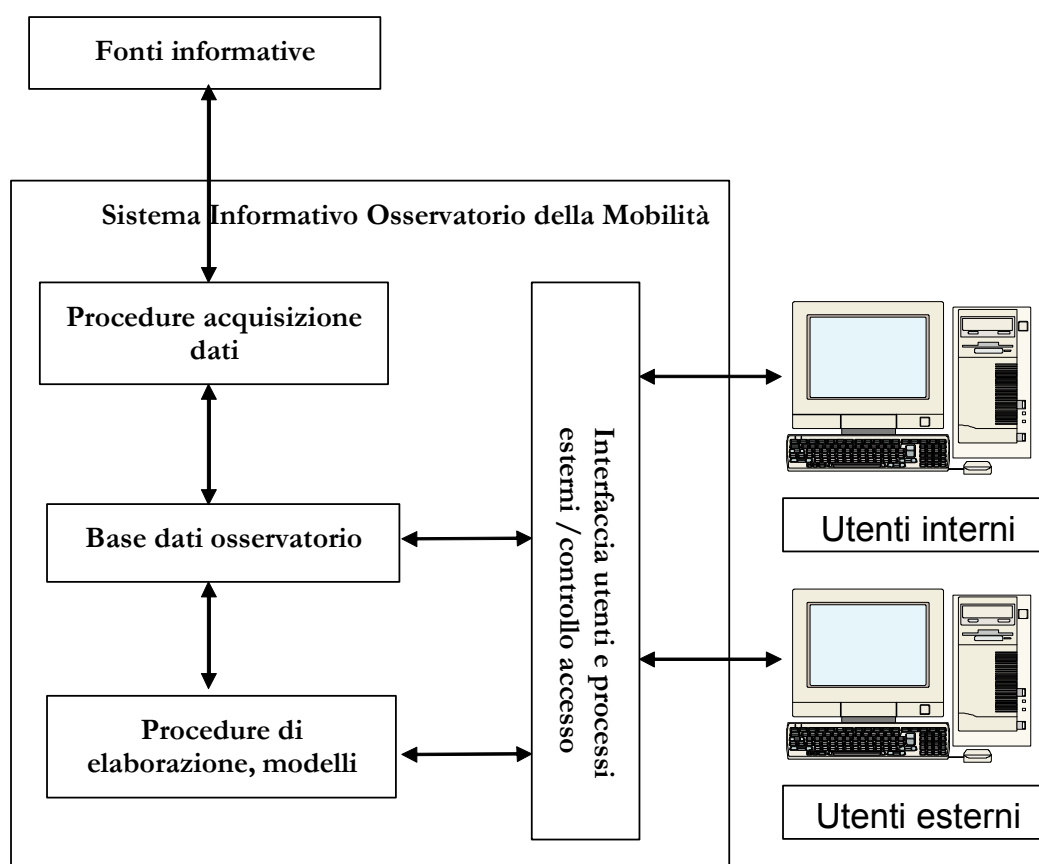 Fonti informative
Sistema Informativo Osservatorio della Mobilità
Procedure acquisizione
dati
Base dati osservatorio
Procedure di
elaborazione, modelli
Interfaccia utenti e processi
esterni /controllo accesso
Utenti interni
Utenti esterni